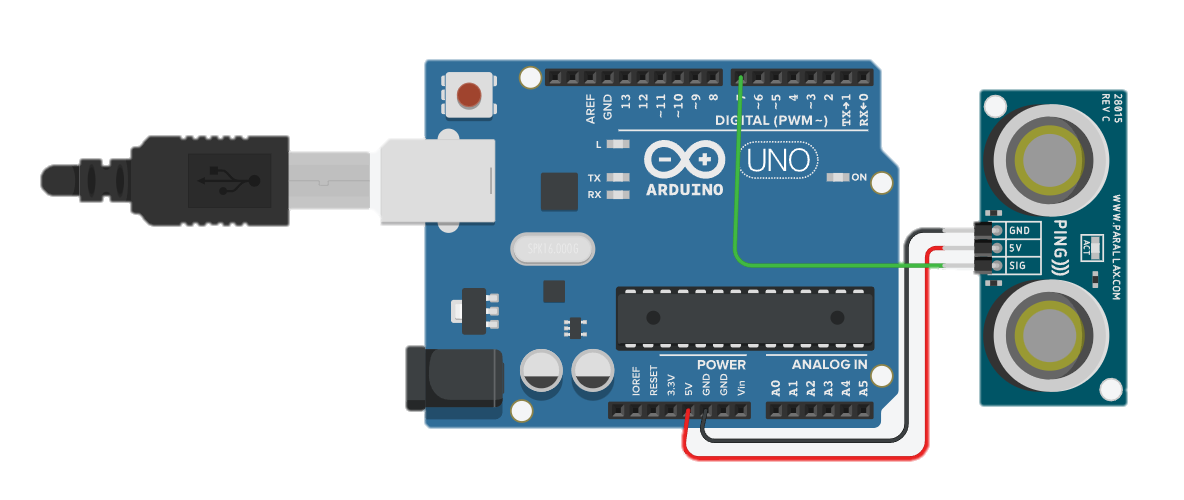 AREF
GND
13
12
~11
~10
~9
8
7
~6
~5
4
~3
2
TX→1
RX←0
DIGITAL (PWM~)
L
TX
RX
ARDUINO
UNO
ON
POWER
ANALOG IN
IOREF
RESET
3.3V
5V
GND
GND
Vin
A0
A1
A2
A3
A4
A5
28015
REV C
WWW.PARALLAX.COM
PING)))
ACT
GND
5V
SIG